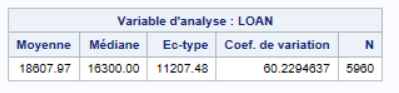 Variable d'analyse : LOAN
Moyenne Médiane Ec-type Coef. de variation N
18607.97 16300.00 11207.48 60.2294637 5960